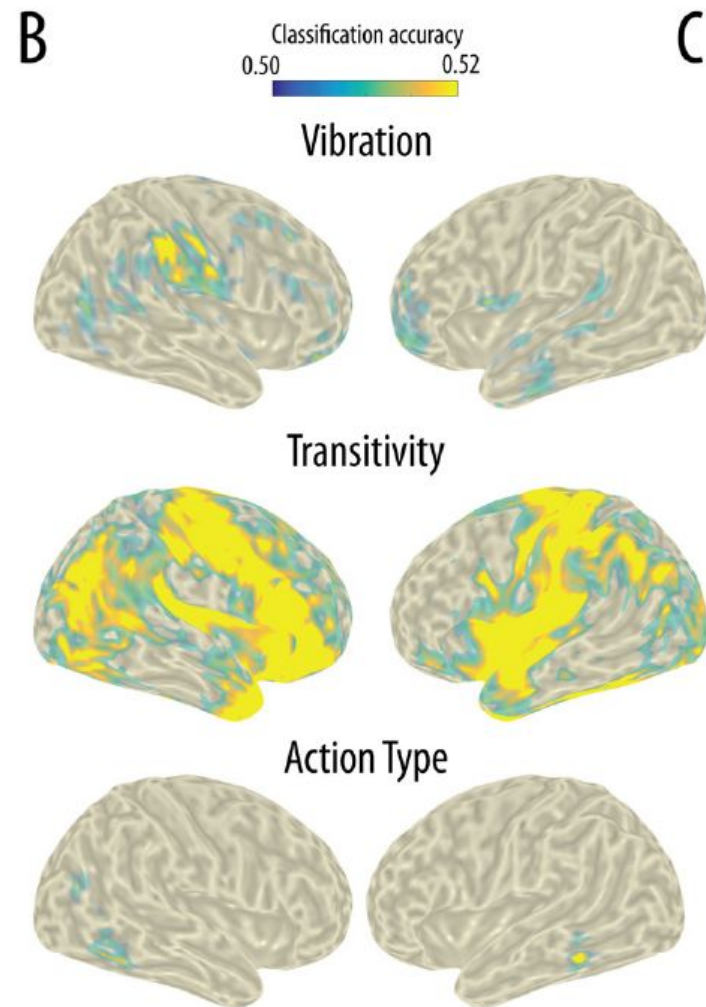 B
C
Classification accuracy
0.50 0.52
Vibration
Transitivity
Action Type